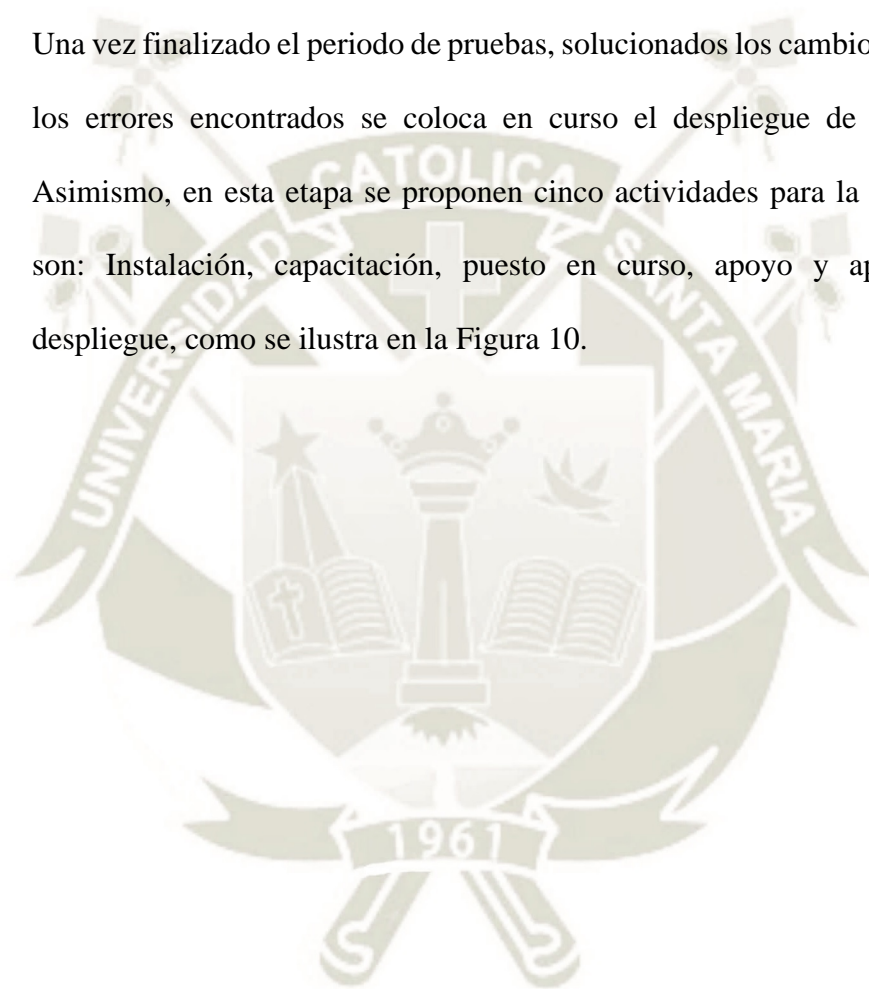 Una vez finalizado el periodo de pruebas, solucionados los
los errores encontrados se coloca en curso el despliegue de
Asimismo, en esta etapa se proponen cinco actividades para la
son: Instalación, capacitación, puesto en curso, apoyo y
despliegue, como se ilustra en la Figura 10.
UNIVERSIDAD CATOLICA SANTA MARIA
1961